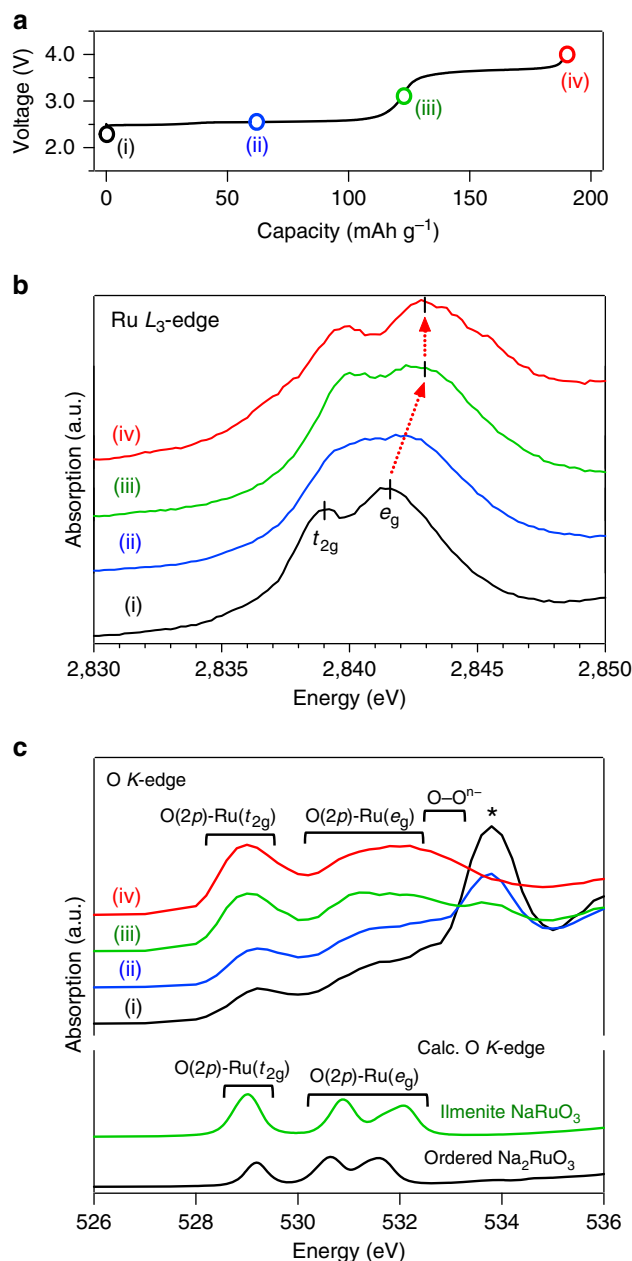 a
Voltage (V)
4.0
3.0
2.0
(i)
(ii)
(iii)
(iv)
0
50
100
150
200
Capacity (mAh g⁻¹)
b
Ru L₃-edge
Absorption (a.u.)
(iv)
(iii)
(ii)
(i)
t₂g
eg
2,830
2,835
2,840
2,845
2,850
Energy (eV)
c
O K-edge
O–Oⁿ⁻
O(2p)-Ru(t₂g)
O(2p)-Ru(eg)
*
Absorption (a.u.)
(iv)
(iii)
(ii)
(i)
Calc. O K-edge
O(2p)-Ru(t₂g)
O(2p)-Ru(eg)
Ilmenite NaRuO₃
Ordered Na₂RuO₃
526
528
530
532
534
536
Energy (eV)